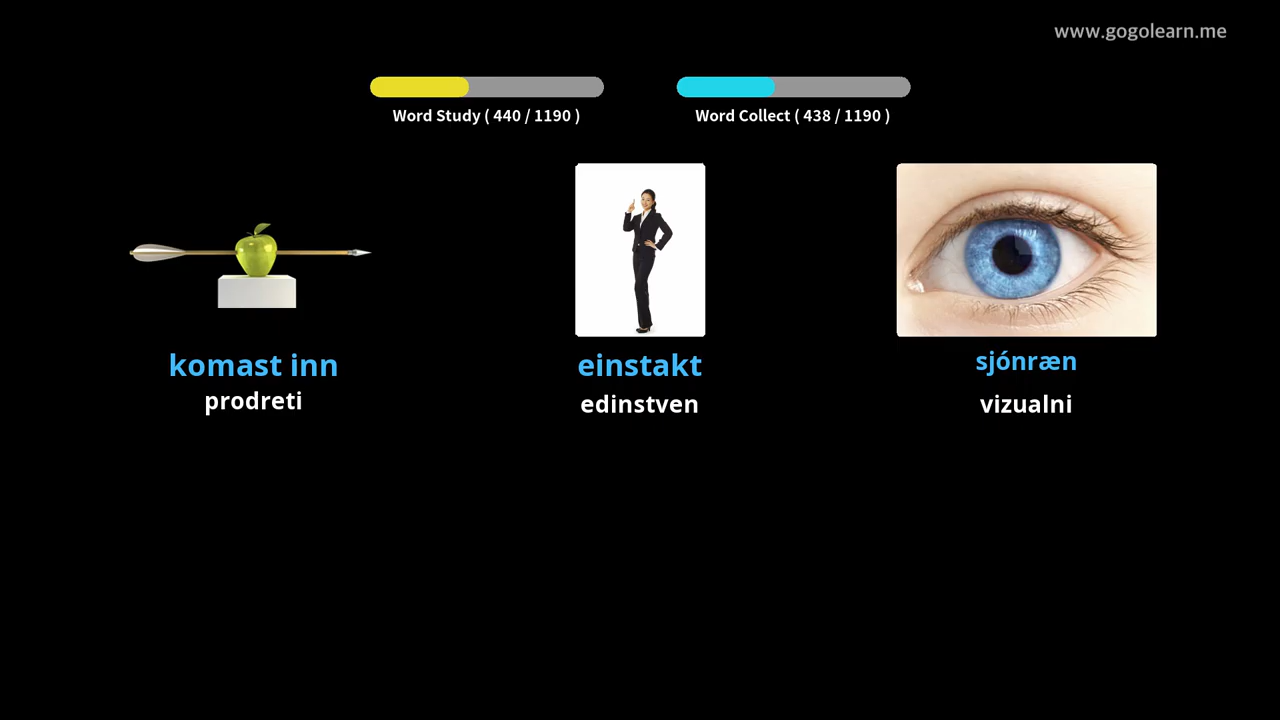 www.gogolearn.me
Word Study ( 440 / 1190 )
Word Collect ( 438 / 1190 )
komast inn
prodreti
einstakt
edinstven
sjónræn
vizualni